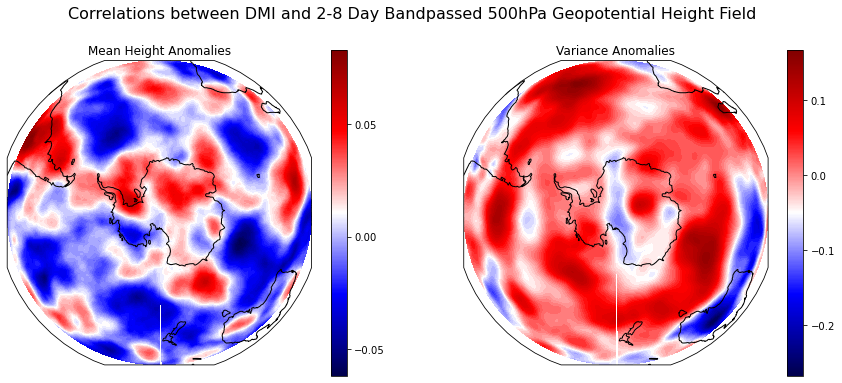 Correlations between DMI and 2-8 Day Bandpassed 500hPa Geopotential Height Field
Mean Height Anomalies
Variance Anomalies
0.05
0.00
−0.05
0.1
0.0
−0.1
−0.2